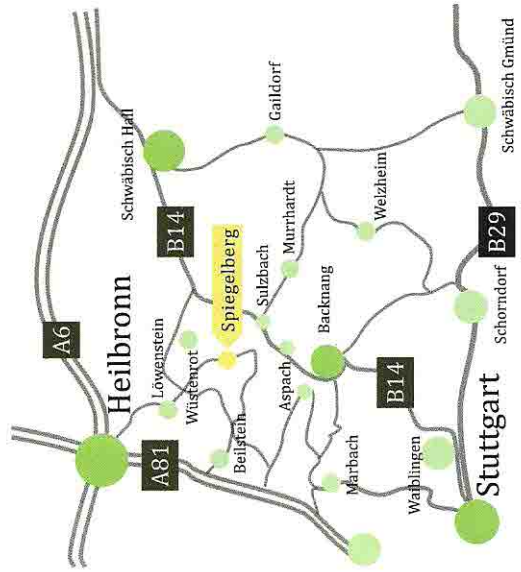 A6
Heilbronn
Schwäbisch Hall
B14
A81
Löwenstein
Wüstenrot
Spiegelberg
Gaildorf
Beilstein
Sulzbach
Murrhardt
Aspach
Backnang
Welzheim
Marbach
B14
Waiblingen
Stuttgart
Schorndorf
B29
Schwäbisch Gmünd